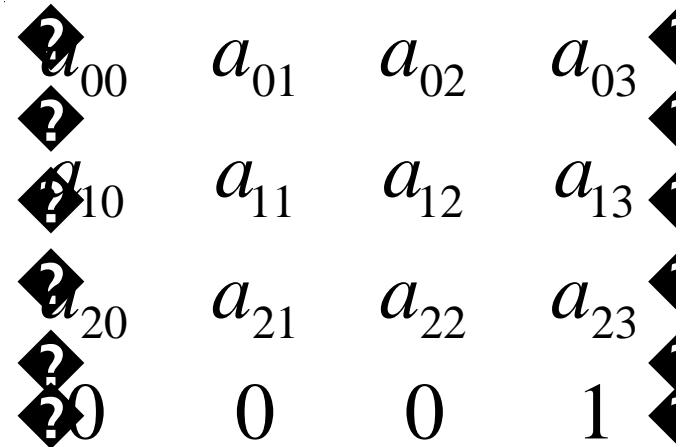 a₀₀ a₀₁ a₀₂ a₀₃
a₁₀ a₁₁ a₁₂ a₁₃
a₂₀ a₂₁ a₂₂ a₂₃
0 0 0 1